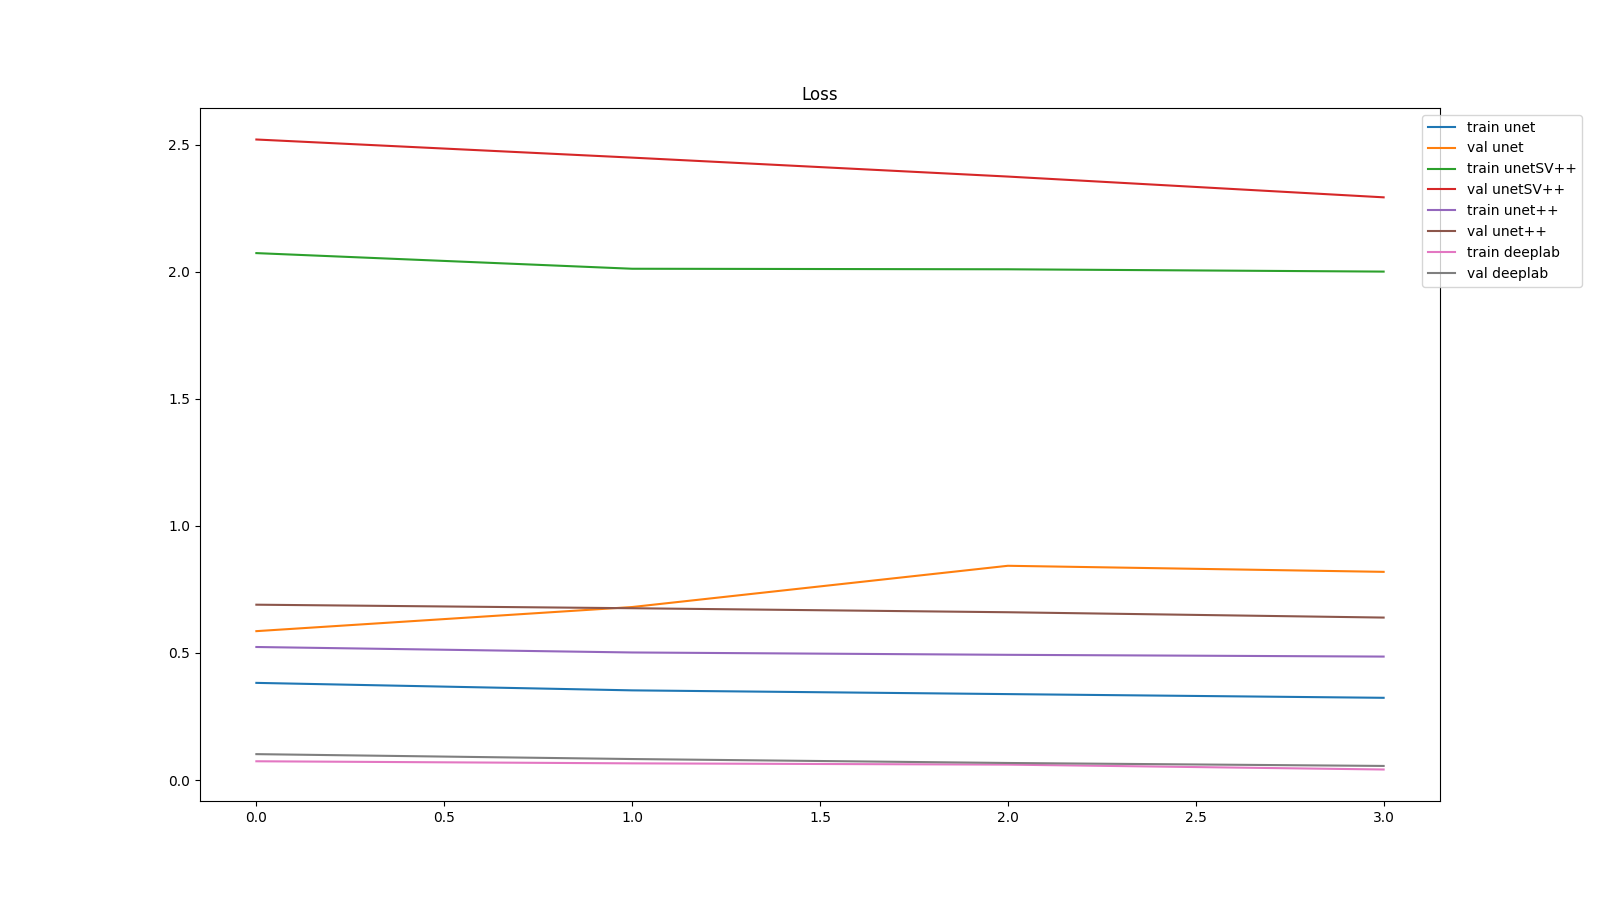 Loss
2.5
2.0
1.5
1.0
0.5
0.0
0.0 0.5 1.0 1.5 2.0 2.5 3.0
train unet
val unet
train unetSV++
val unetSV++
train unet++
val unet++
train deeplab
val deeplab